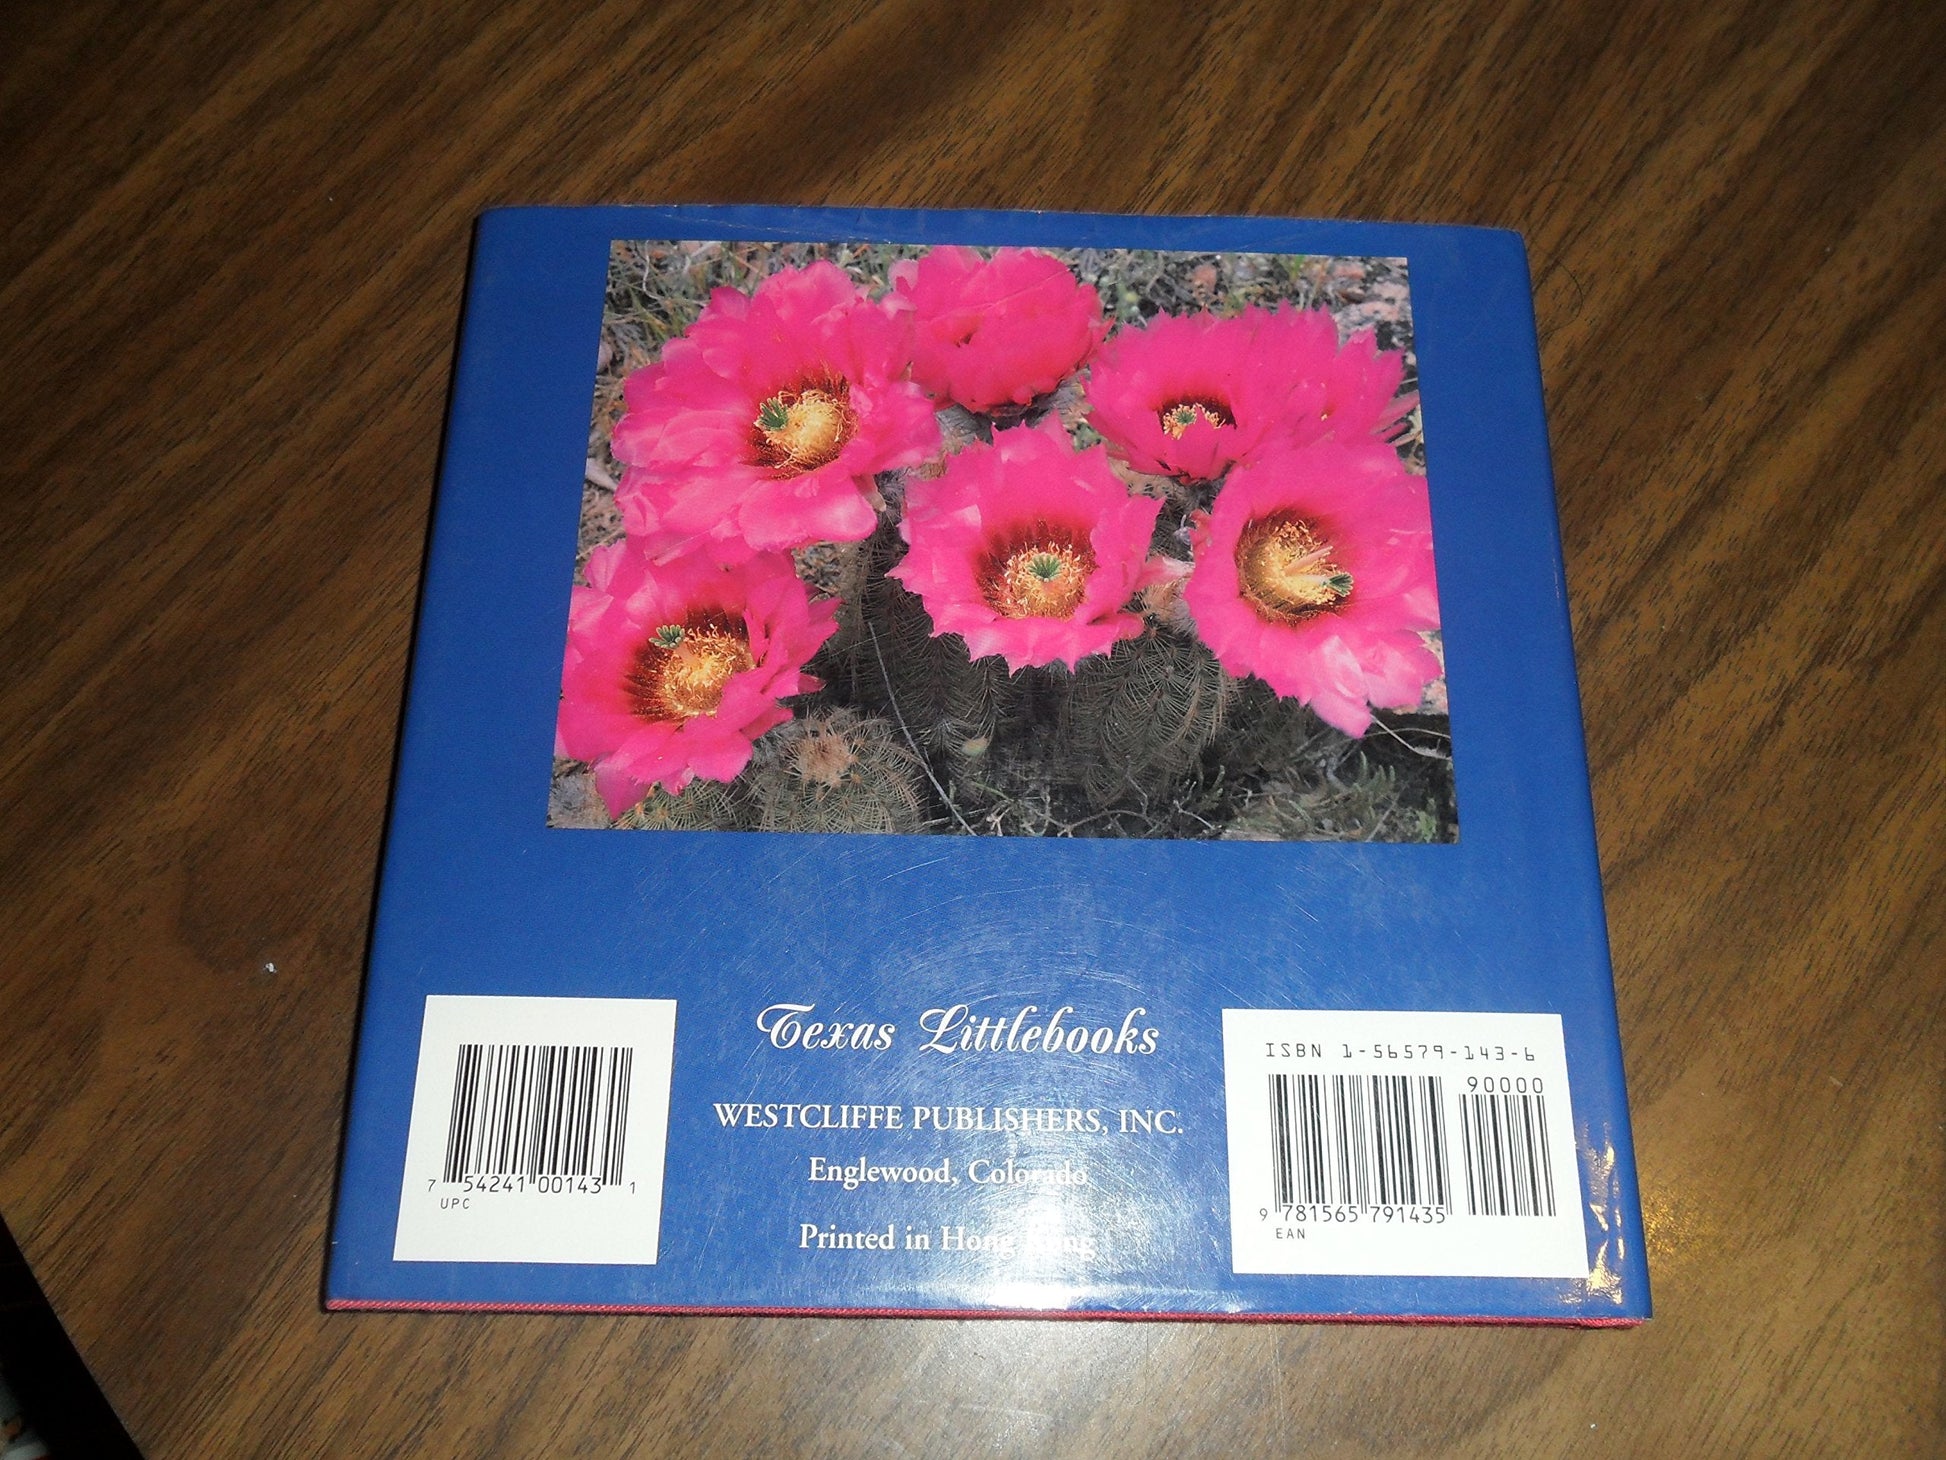 Texas Littlebooks
WESTCLIFFE PUBLISHERS, INC.
Englewood, Colorado
Printed in Hong Kong
7 54241 00143 1
UPC
ISBN 1-56579-143-6
90000
9 781565 791435
EAN